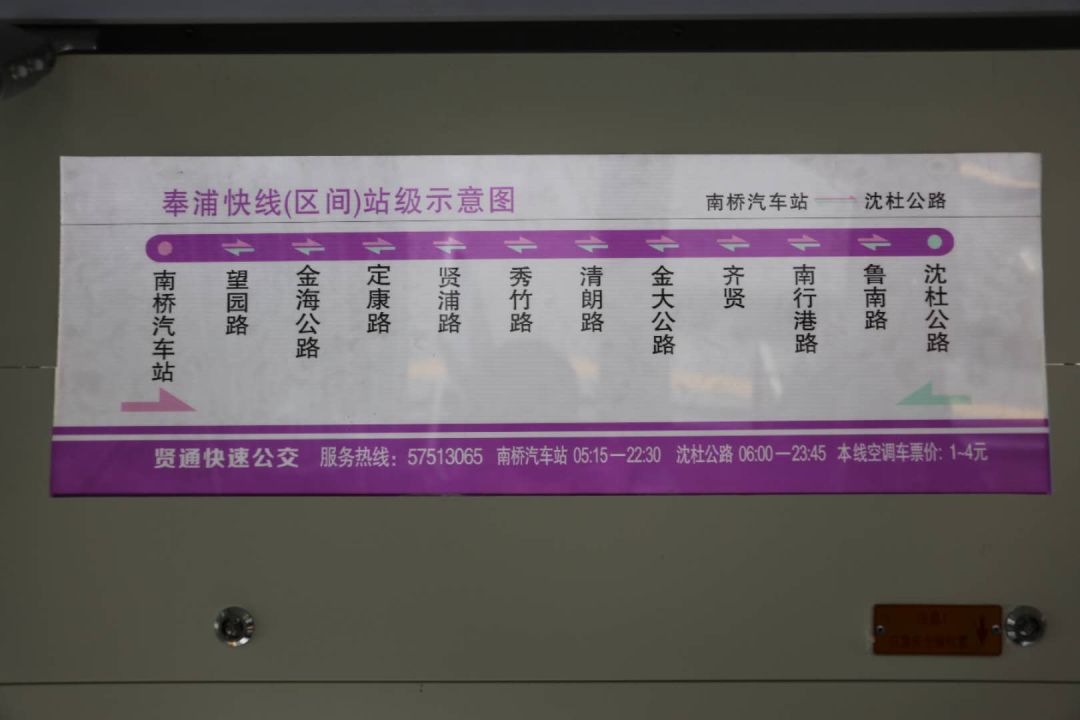 奉浦快线(区间)站级示意图
南桥汽车站 沈杜公路
南桥汽车站
望园路
金海公路
定康路
贤浦路
秀竹路
清朗路
金大公路
齐贤
南行港路
鲁南路
沈杜公路
贤通快速公交 服务热线：57513065 南桥汽车站 05:15—22:30 沈杜公路 06:00—23:45 本线空调车票价：1~4元